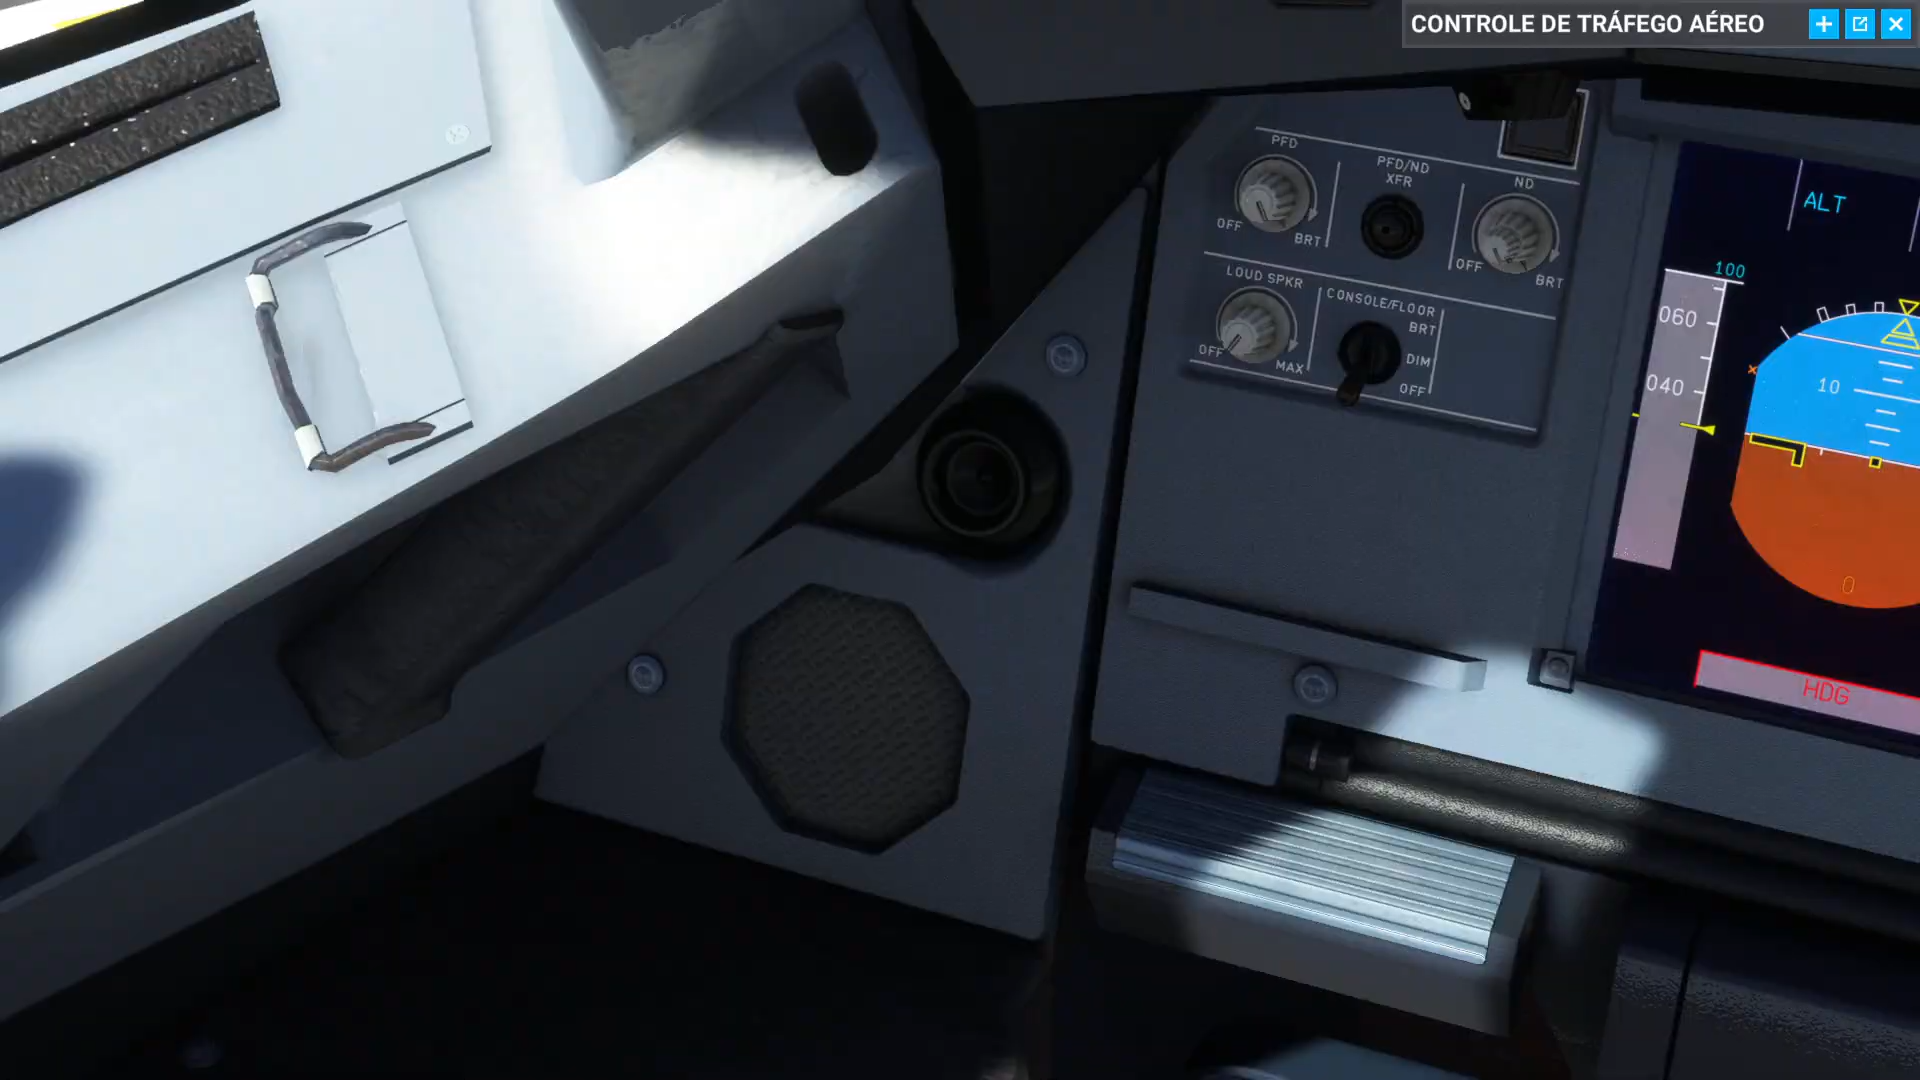 CONTROLE DE TRÁFEGO AÉREO
PFD
OFF
BRT
PFD/ND
XFR
ND
OFF
BRT
LOUD SPKR
OFF
MAX
CONSOLE/FLOOR
BRT
DIM
OFF
ALT
100
060
040
10
0
HDG